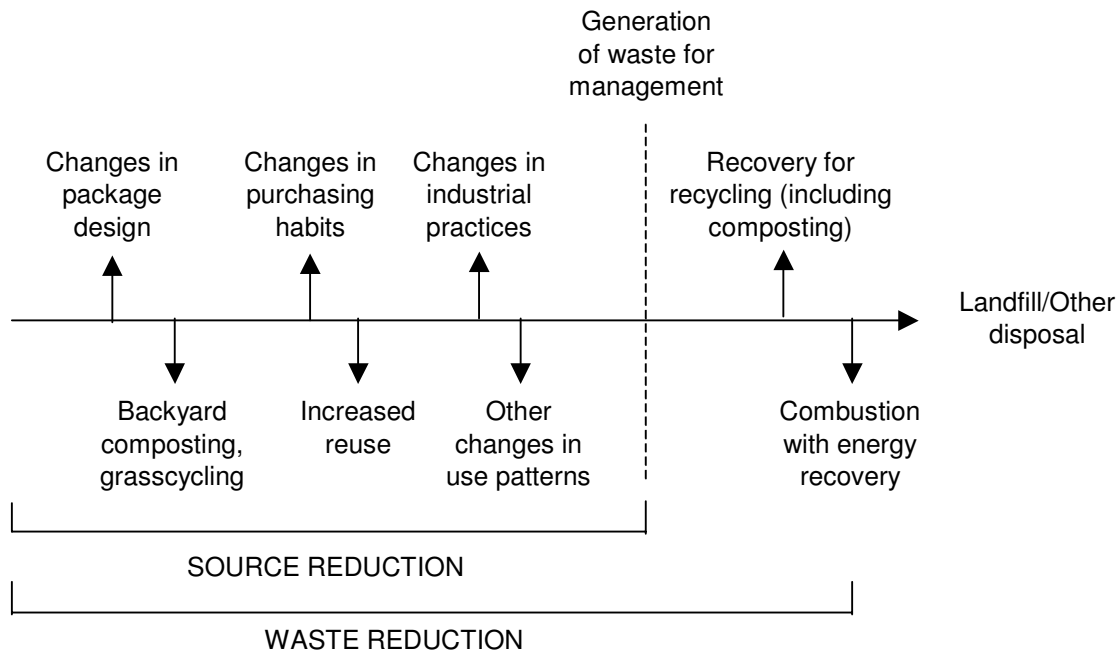 Generation
of waste for
management
Changes in
package
design
Changes in
purchasing
habits
Changes in
industrial
practices
Recovery for
recycling (including
composting)
Landfill/Other
disposal
Backyard
composting,
grasscycling
Increased
reuse
Other
changes in
use patterns
Combustion
with energy
recovery
SOURCE REDUCTION
WASTE REDUCTION